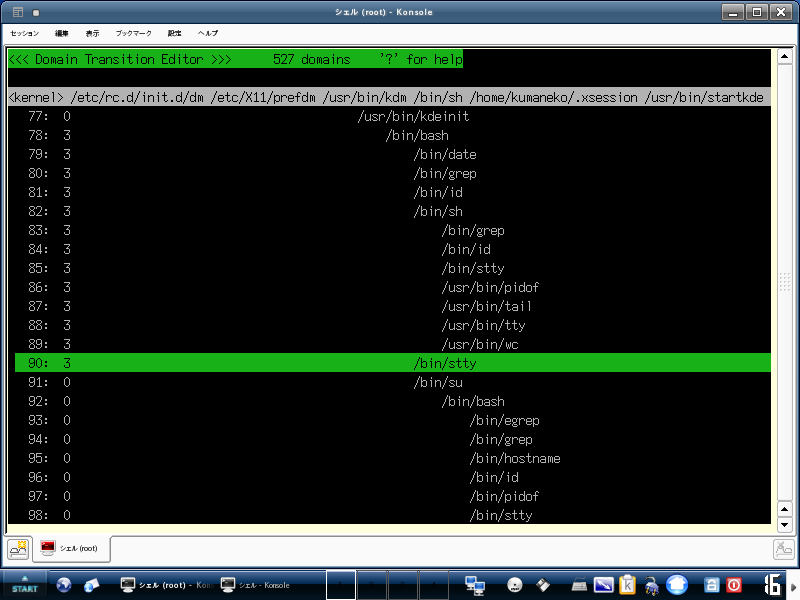 シェル (root) - Konsole
セッション 編集 表示 ブックマーク 設定 ヘルプ
<<< Domain Transition Editor >>>      527 domains    '?' for help
<kernel> /etc/rc.d/init.d/dm /etc/X11/prefdm /usr/bin/kdm /bin/sh /home/kumaneko/.xsession /usr/bin/startkde
77: 0 /usr/bin/kdeinit
78: 3 /bin/bash
79: 3 /bin/date
80: 3 /bin/grep
81: 3 /bin/id
82: 3 /bin/sh
83: 3 /bin/grep
84: 3 /bin/id
85: 3 /bin/stty
86: 3 /usr/bin/pidof
87: 3 /usr/bin/tail
88: 3 /usr/bin/tty
89: 3 /usr/bin/wc
90: 3 /bin/stty
91: 0 /bin/su
92: 0 /bin/bash
93: 0 /bin/egrep
94: 0 /bin/grep
95: 0 /bin/hostname
96: 0 /bin/id
97: 0 /bin/pidof
98: 0 /bin/stty
シェル (root)
START シェル (root) - Kons シェル - Konsole